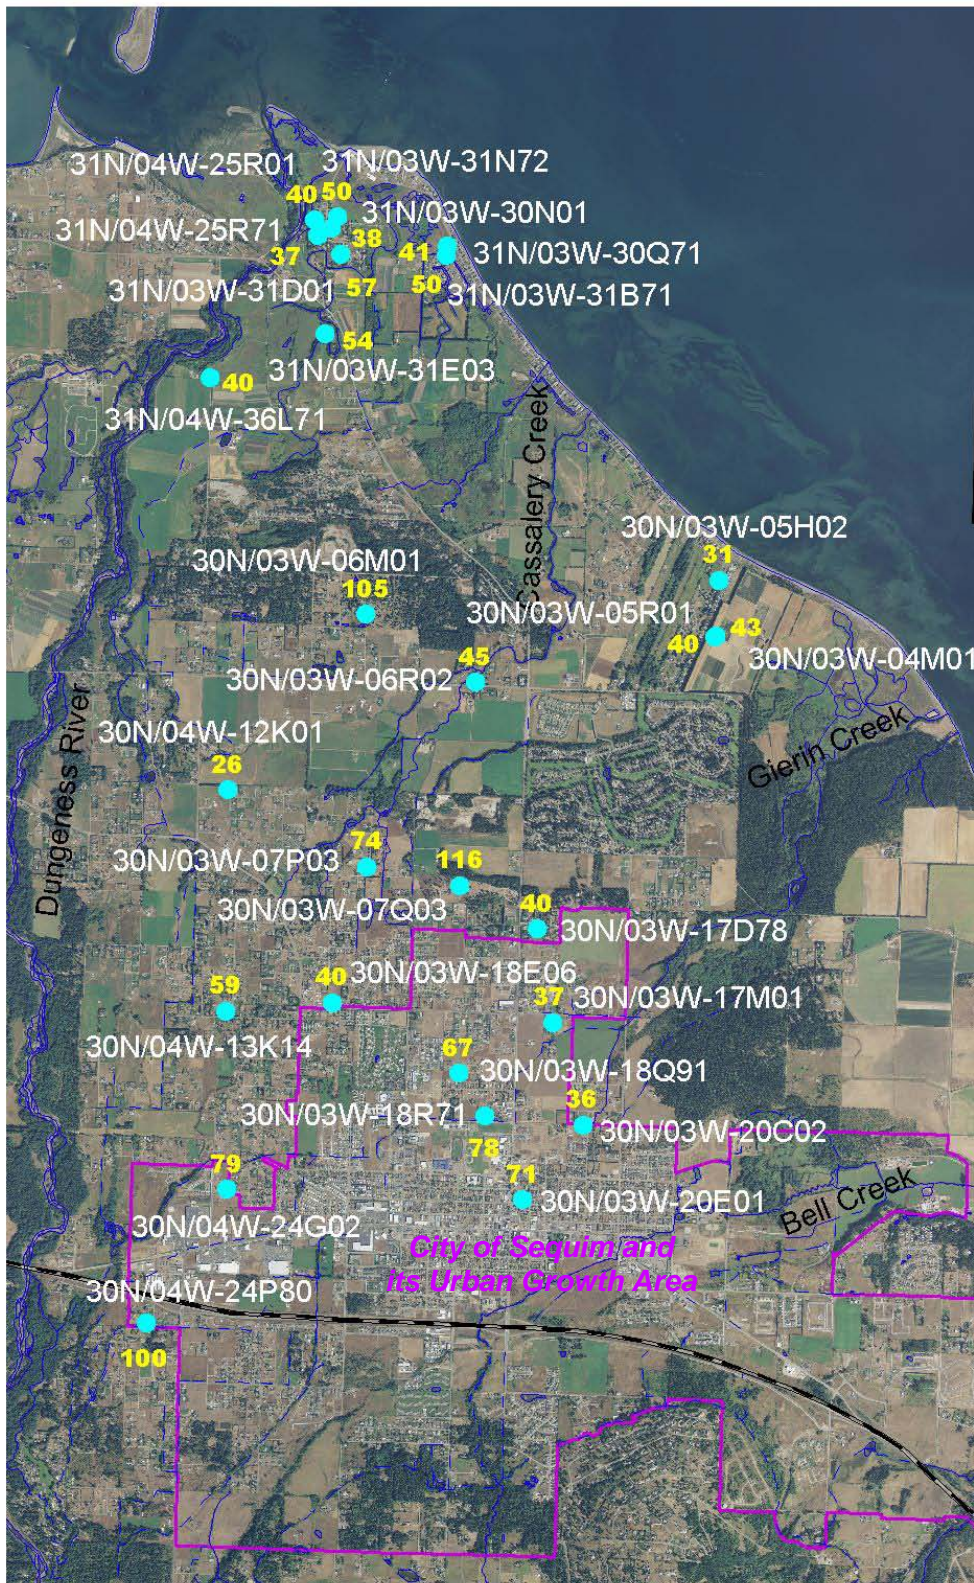 31N/04W-25R01
31N/03W-31N72
40
50
31N/03W-30N01
31N/04W-25R71
37
38
41
31N/03W-30Q71
31N/03W-31D01
57
50
31N/03W-31B71
54
31N/03W-31E03
40
31N/04W-36L71
Cassalery Creek
30N/03W-05H02
31
30N/03W-06M01
105
30N/03W-05R01
40
43
30N/03W-04M01
45
30N/03W-06R02
Dungeness River
Gierin Creek
30N/04W-12K01
26
74
30N/03W-07P03
116
30N/03W-07Q03
40
30N/03W-17D78
30N/03W-18E06
40
59
37
30N/03W-17M01
30N/04W-13K14
67
30N/03W-18Q91
36
30N/03W-18R71
30N/03W-20C02
78
79
71
30N/03W-20E01
Bell Creek
30N/04W-24G02
City of Sequim and
its Urban Growth Area
30N/04W-24P80
100